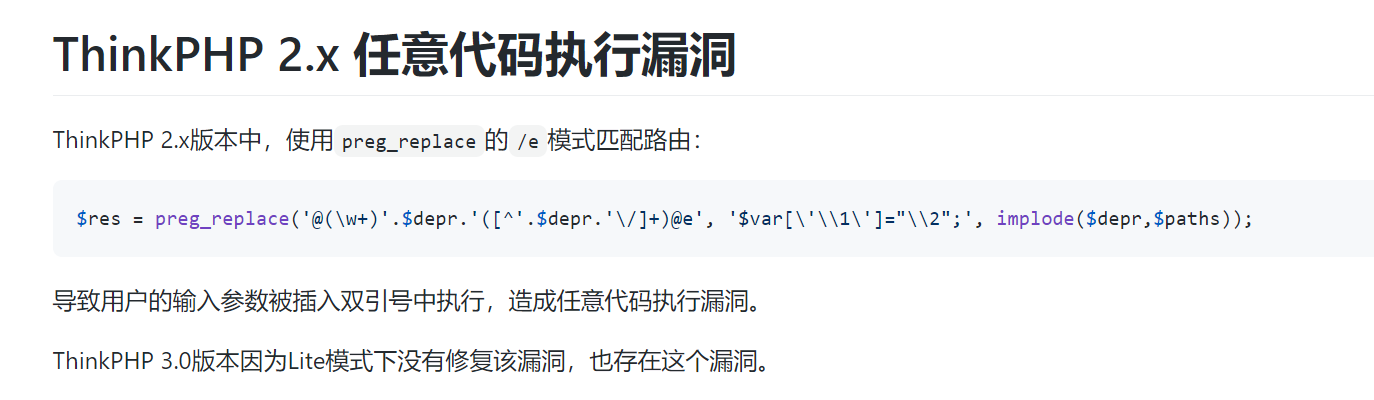 ThinkPHP 2.x 任意代码执行漏洞
ThinkPHP 2.x版本中，使用 preg_replace 的 /e 模式匹配路由：
$res = preg_replace('@(\w+)'.$depr.'([^'.$depr.'\/]+)@e', '$var[\'\\1\']="\\2";', implode($depr,$paths));
导致用户的输入参数被插入双引号中执行，造成任意代码执行漏洞。
ThinkPHP 3.0版本因为Lite模式下没有修复该漏洞，也存在这个漏洞。